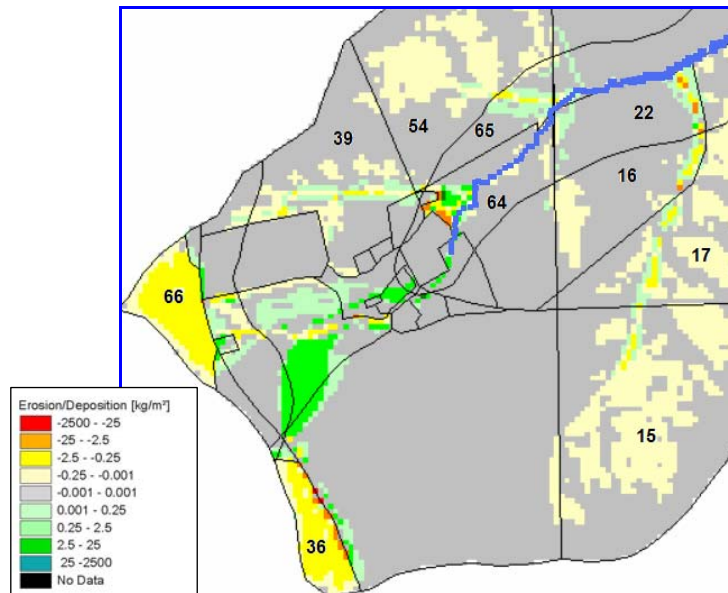 22
54
65
39
16
64
17
66
15
36
Erosion/Deposition [kg/m²]
-2500 - -25
-25 - -2.5
-2.5 - -0.25
-0.25 - -0.001
-0.001 - 0.001
0.001 - 0.25
0.25 - 2.5
2.5 - 25
25 -2500
No Data